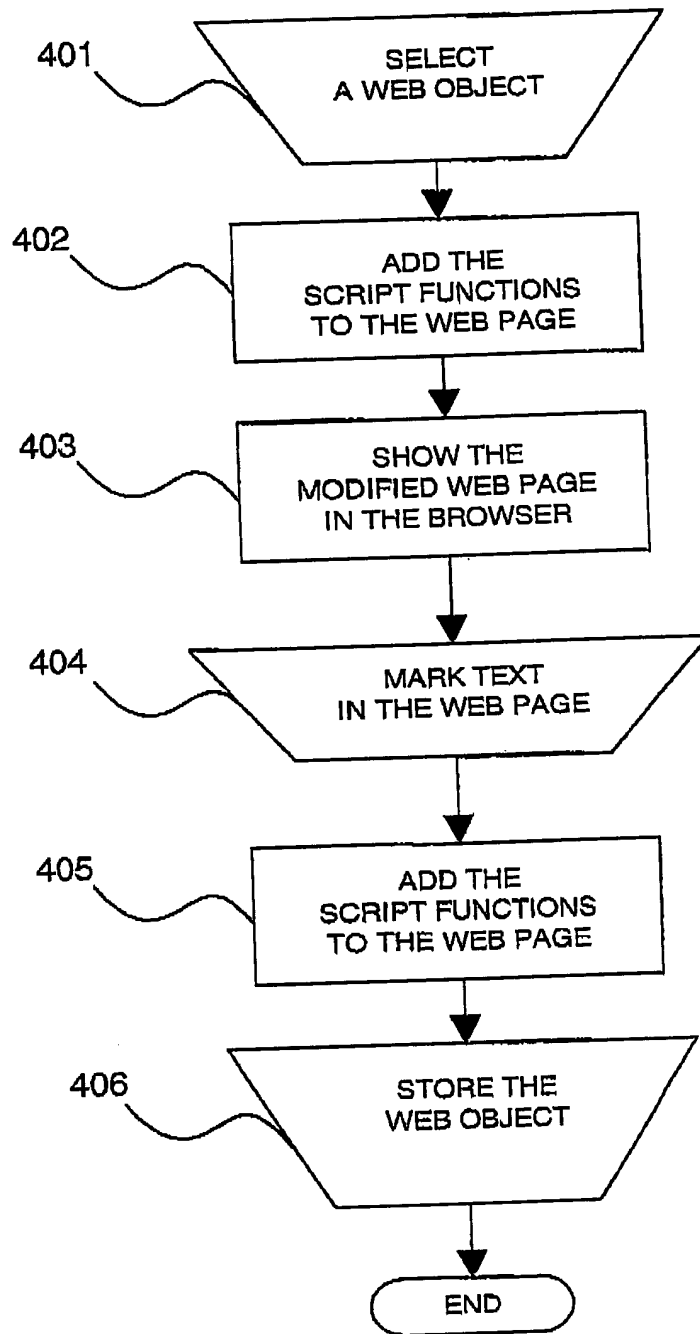 401
SELECT
A WEB OBJECT
402
ADD THE
SCRIPT FUNCTIONS
TO THE WEB PAGE
403
SHOW THE
MODIFIED WEB PAGE
IN THE BROWSER
404
MARK TEXT
IN THE WEB PAGE
405
ADD THE
SCRIPT FUNCTIONS
TO THE WEB PAGE
406
STORE THE
WEB OBJECT
END